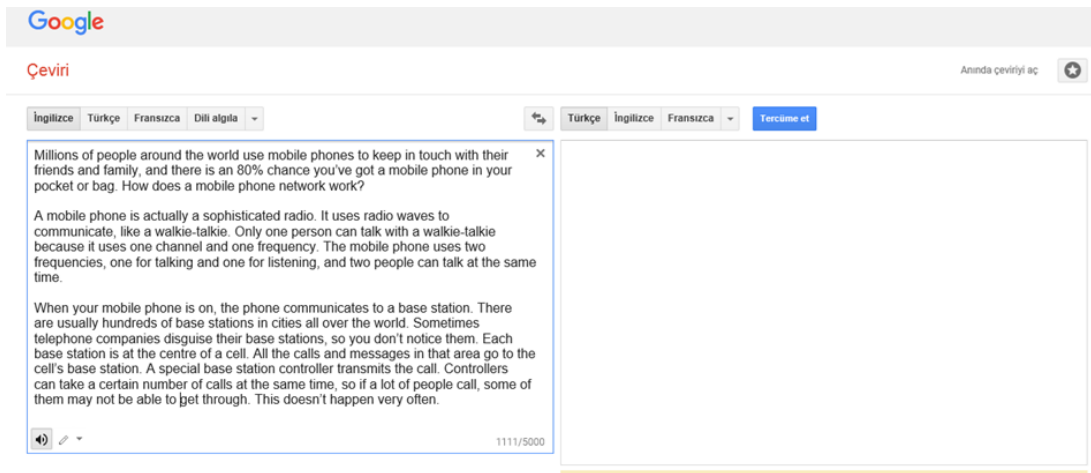 Google
Çeviri
Anında çeviriyi aç
İngilizce Türkçe Fransızca Dili algıla
Türkçe İngilizce Fransızca Tercüme et
Millions of people around the world use mobile phones to keep in touch with their
friends and family, and there is an 80% chance you've got a mobile phone in your
pocket or bag. How does a mobile phone network work?
A mobile phone is actually a sophisticated radio. It uses radio waves to
communicate, like a walkie-talkie. Only one person can talk with a walkie-talkie
because it uses one channel and one frequency. The mobile phone uses two
frequencies, one for talking and one for listening, and two people can talk at the same
time.
When your mobile phone is on, the phone communicates to a base station. There
are usually hundreds of base stations in cities all over the world. Sometimes
telephone companies disguise their base stations, so you don't notice them. Each
base station is at the centre of a cell. All the calls and messages in that area go to the
cell's base station. A special base station controller transmits the call. Controllers
can take a certain number of calls at the same time, so if a lot of people call, some of
them may not be able to get through. This doesn't happen very often.
1111/5000